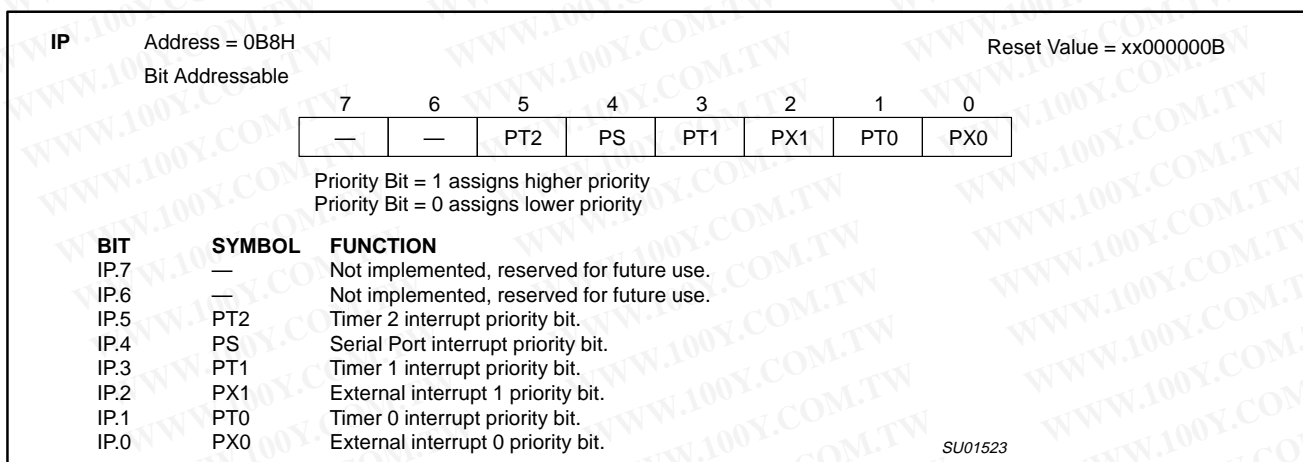 IP Address = 0B8H Reset Value = xx000000B
Bit Addressable
7 6 5 4 3 2 1 0
— — PT2 PS PT1 PX1 PT0 PX0
Priority Bit = 1 assigns higher priority
Priority Bit = 0 assigns lower priority
BIT SYMBOL FUNCTION
IP.7 — Not implemented, reserved for future use.
IP.6 — Not implemented, reserved for future use.
IP.5 PT2 Timer 2 interrupt priority bit.
IP.4 PS Serial Port interrupt priority bit.
IP.3 PT1 Timer 1 interrupt priority bit.
IP.2 PX1 External interrupt 1 priority bit.
IP.1 PT0 Timer 0 interrupt priority bit.
IP.0 PX0 External interrupt 0 priority bit.
SU01523
WWW.100Y.COM.TW